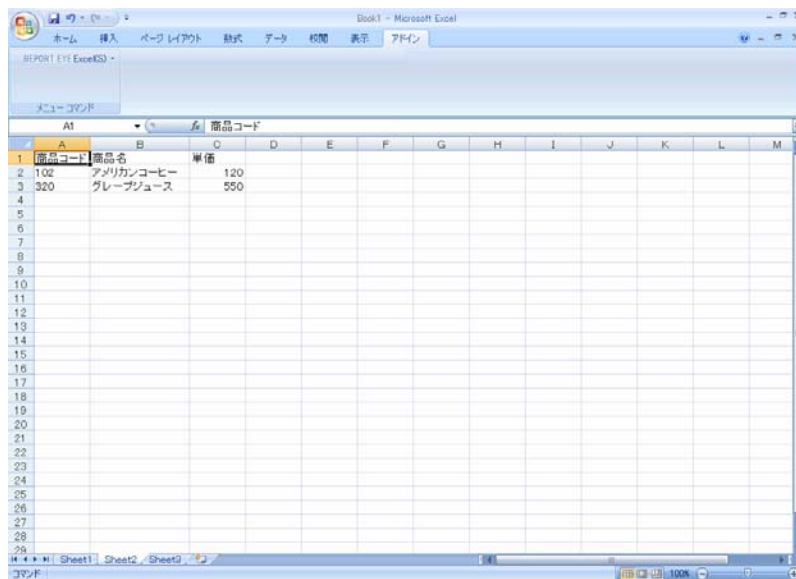 Book1 - Microsoft Excel
ホーム 挿入 ページ レイアウト 数式 データ 校閲 表示 アドイン
REPORT EYE Excel(S)
メニュー コマンド
A1 fx 商品コード
A B C D E F G H I J K L M
1 商品コード 商品名 単価
2 102 アメリカンコーヒー 120
3 320 グレープジュース 550
4
5
6
7
8
9
10
11
12
13
14
15
16
17
18
19
20
21
22
23
24
25
26
27
28
29
Sheet1 Sheet2 Sheet3
コマンド 100%